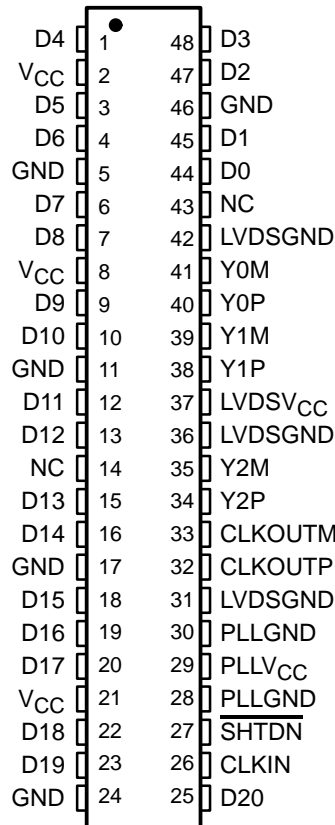 D4 1 48 D3
VCC 2 47 D2
D5 3 46 GND
D6 4 45 D1
GND 5 44 D0
D7 6 43 NC
D8 7 42 LVDSGND
VCC 8 41 Y0M
D9 9 40 Y0P
D10 10 39 Y1M
GND 11 38 Y1P
D11 12 37 LVDSVCC
D12 13 36 LVDSGND
NC 14 35 Y2M
D13 15 34 Y2P
D14 16 33 CLKOUTM
GND 17 32 CLKOUTP
D15 18 31 LVDSGND
D16 19 30 PLLGND
D17 20 29 PLLVCC
VCC 21 28 PLLGND
D18 22 27 SHTDN
D19 23 26 CLKIN
GND 24 25 D20